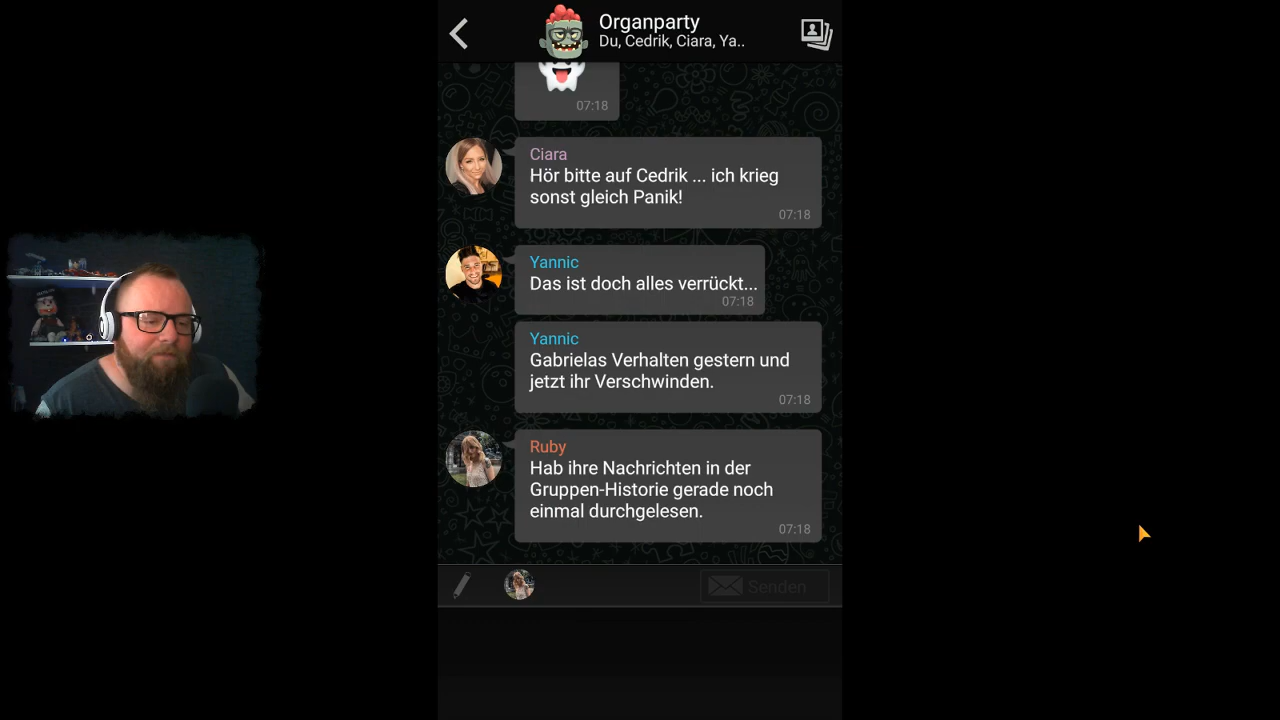 Organparty
Du, Cedrik, Ciara, Ya..
07:18
Ciara
Hör bitte auf Cedrik ... ich krieg
sonst gleich Panik!
07:18
Yannic
Das ist doch alles verrückt...
07:18
Yannic
Gabrielas Verhalten gestern und
jetzt ihr Verschwinden.
07:18
Ruby
Hab ihre Nachrichten in der
Gruppen-Historie gerade noch
einmal durchgelesen.
07:18
Senden